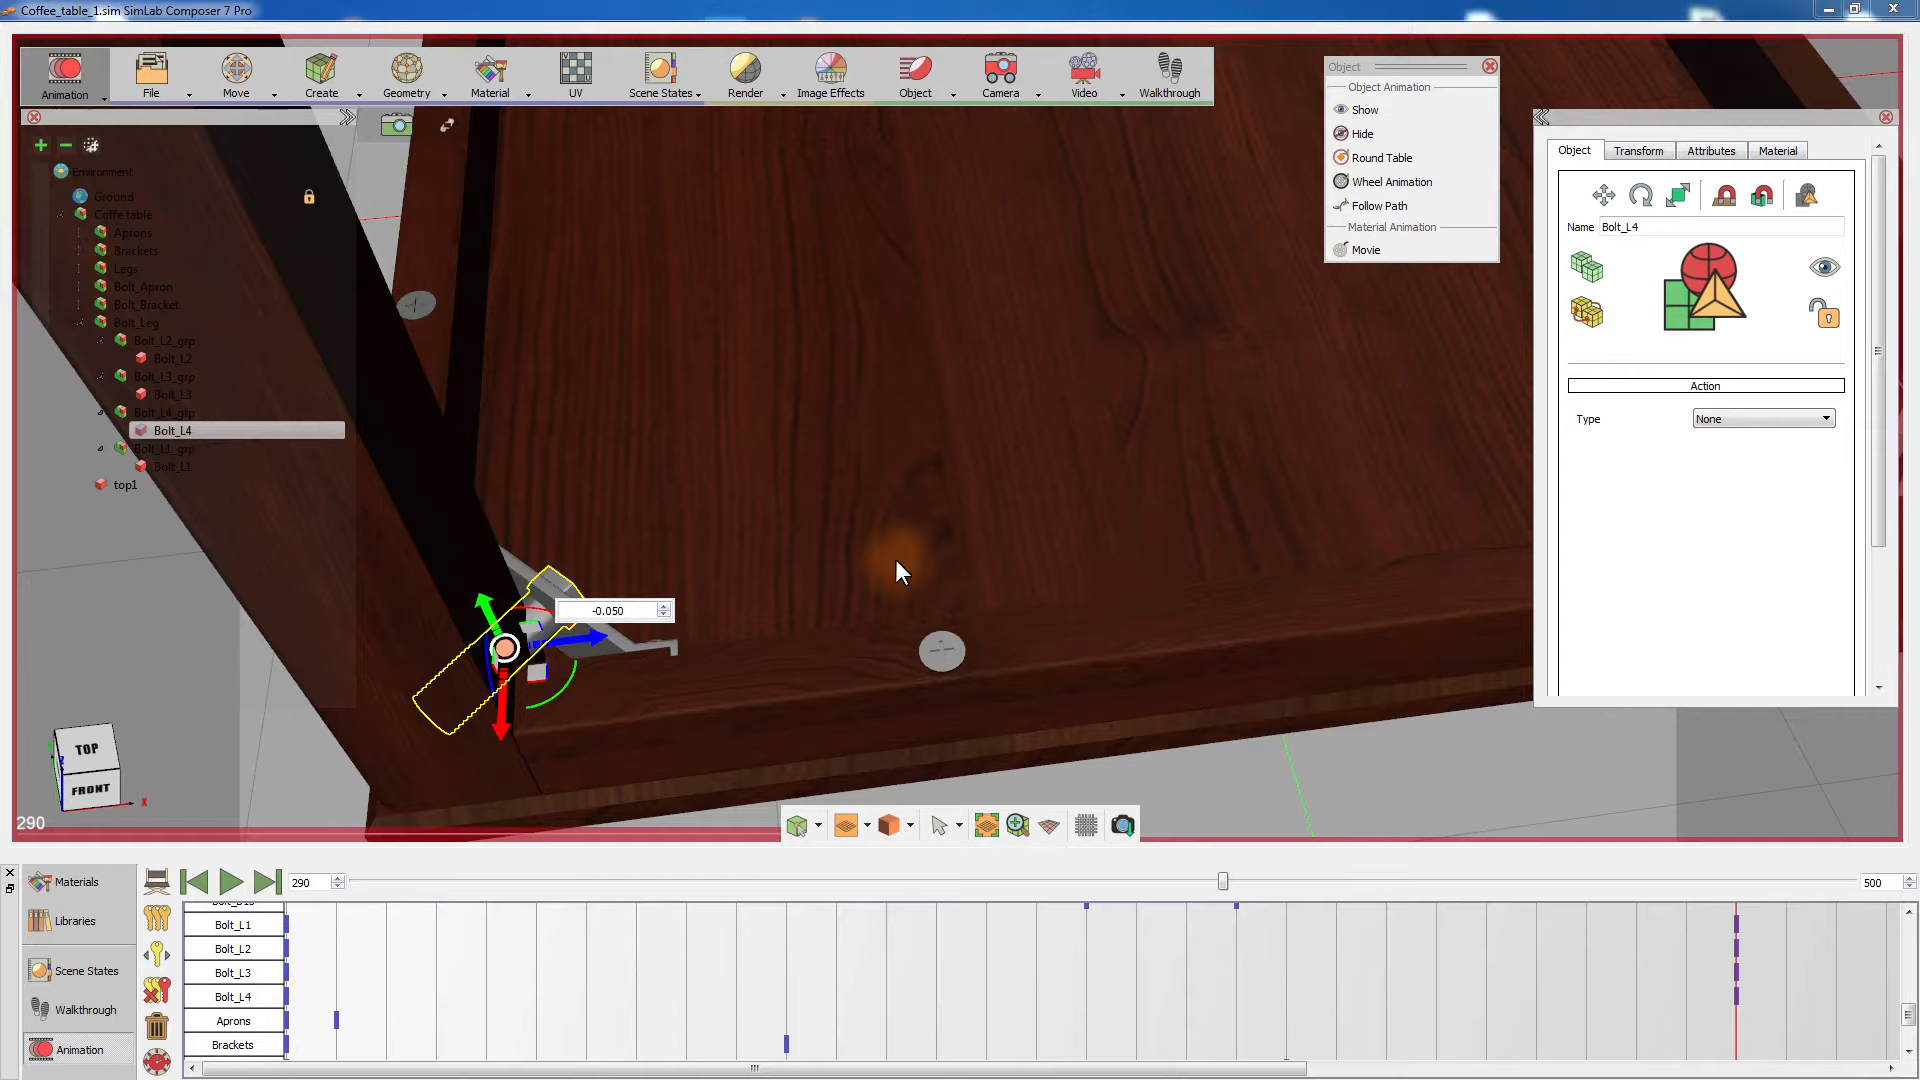 Coffee_table_1.sim SimLab Composer 7 Pro
Animation
File
Move
Create
Geometry
Material
UV
Scene States
Render
Image Effects
Object
Camera
Video
Walkthrough
Object
Object Animation
Show
Hide
Round Table
Wheel Animation
Follow Path
Material Animation
Movie
Environment
Ground
Coffe table
Aprons
Brackets
Legs
Bolt_Apron
Bolt_Bracket
Bolt_Leg
Bolt_L2_grp
Bolt_L2
Bolt_L3_grp
Bolt_L3
Bolt_L4_grp
Bolt_L4
Bolt_L1_grp
Bolt_L1
top1
Object
Transform
Attributes
Material
Name
Bolt_L4
Action
Type
None
-0.050
TOP
FRONT
X
290
Materials
Libraries
Scene States
Walkthrough
Animation
290
500
Bolt_L1
Bolt_L2
Bolt_L3
Bolt_L4
Aprons
Brackets